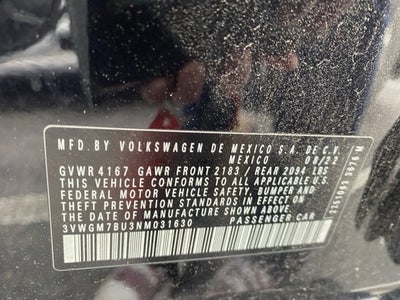 MFD.BY VOLKSWAGEN DE MEXICO S.A. DE C.V.
MEXICO 08/22
GVWR 4167 GAWR FRONT 2183 / REAR 2094 LBS
THIS VEHICLE CONFORMS TO ALL APPLICABLE U.S.
FEDERAL MOTOR VEHICLE SAFETY, BUMPER AND
THEFT PREVENTION STANDARDS IN EFFECT ON
THE DATE OF MANUFACTURE SHOWN ABOVE.
3VWGM7BU3NM031630 PASSENGER CAR